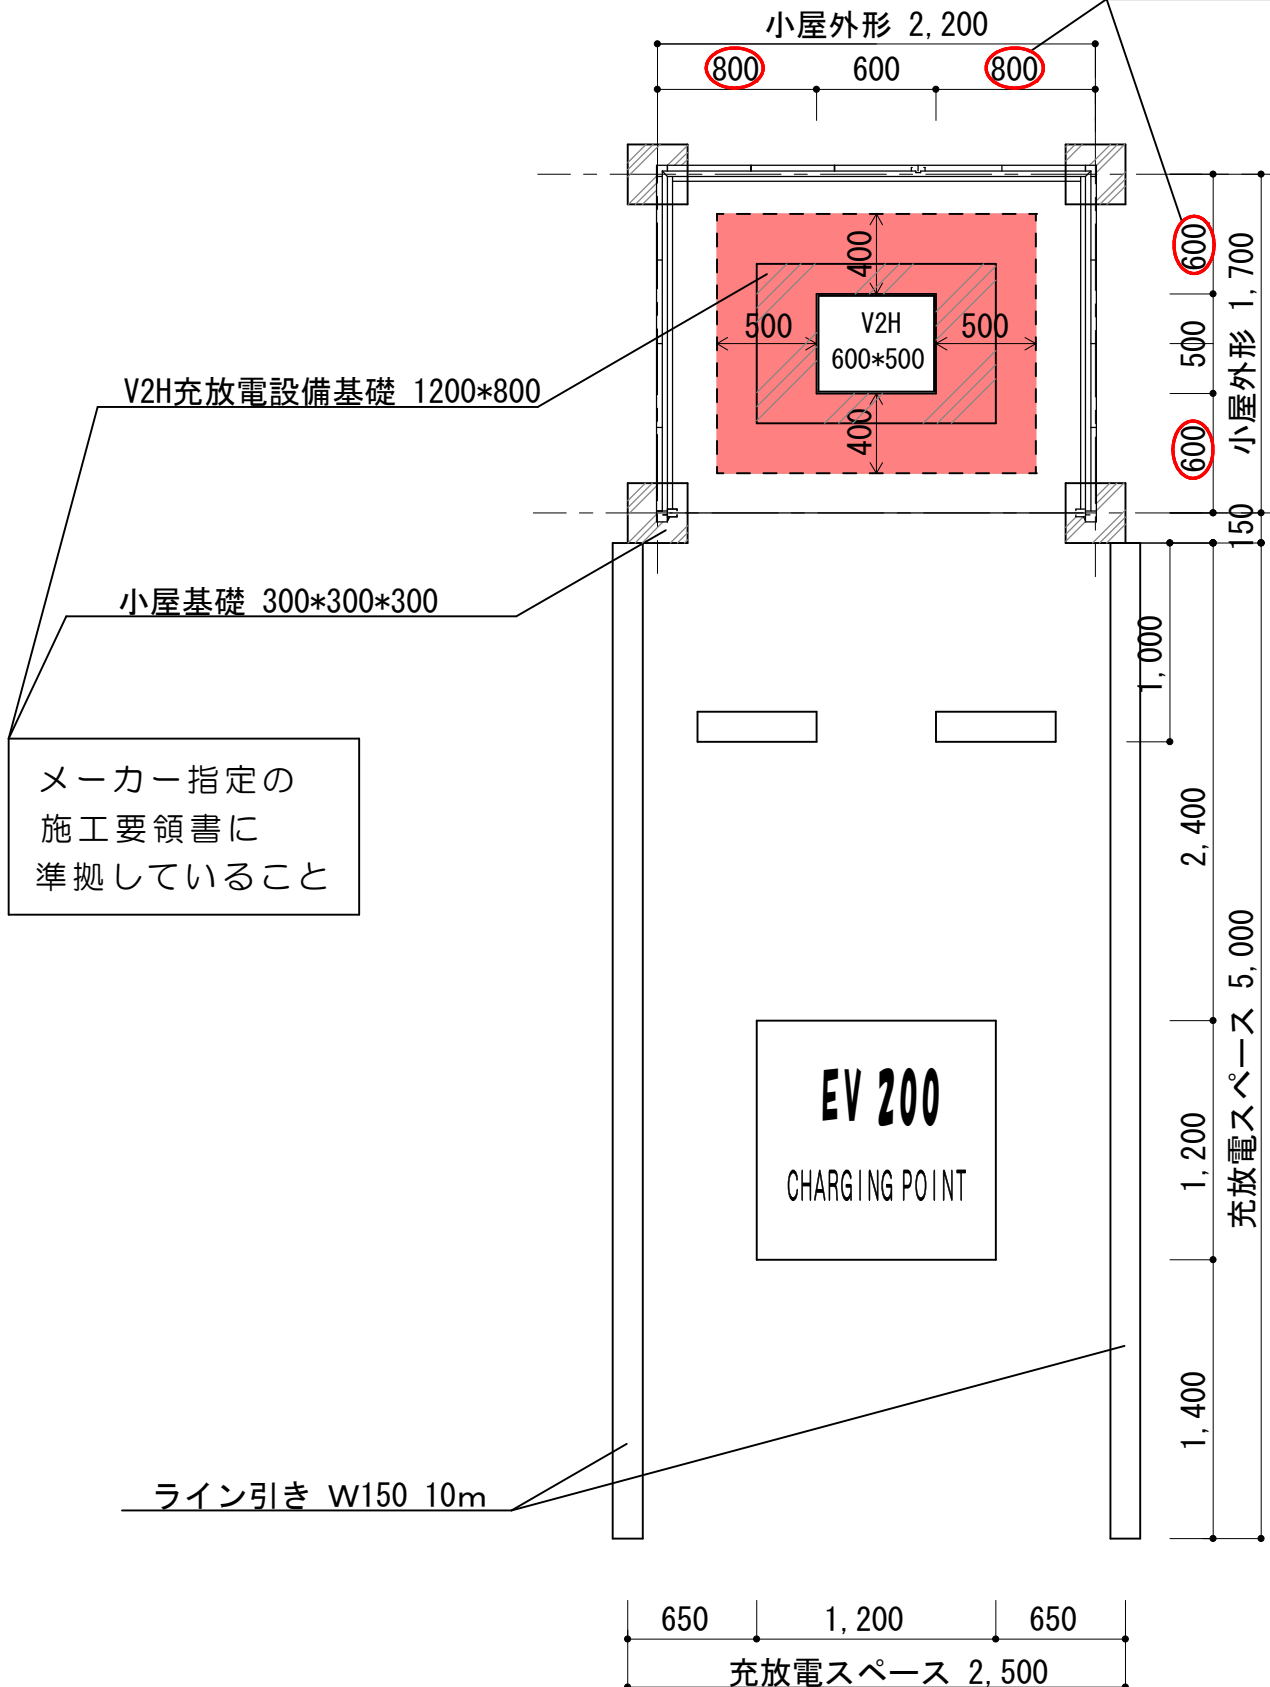 小屋外形 2,200
800 600 800
600
500
600
小屋外形 1,700
150
400
500
V2H
600*500
500
400
V2H充放電設備基礎 1200*800
小屋基礎 300*300*300
メーカー指定の
施工要領書に
準拠していること
1,000
2,400
1,200
1,400
充放電スペース 5,000
EV 200
CHARGING POINT
ライン引き W150 10m
650 1,200 650
充放電スペース 2,500